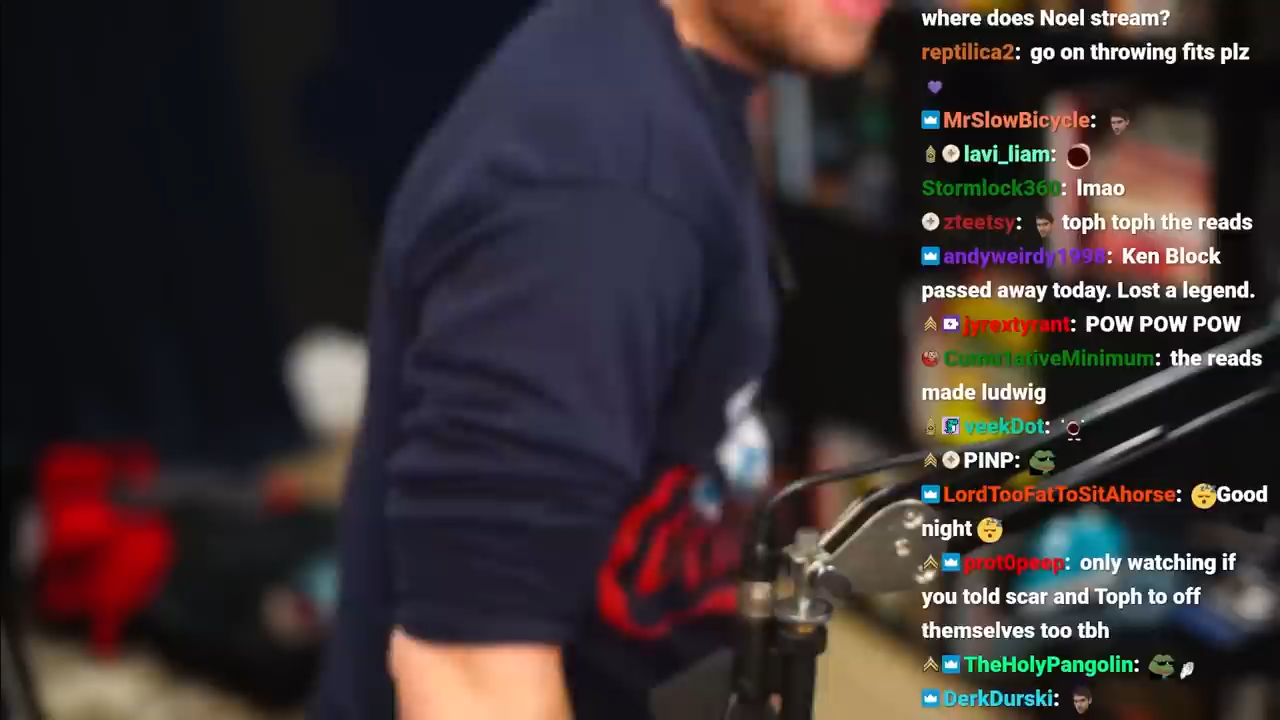 where does Noel stream?
reptilica2: go on throwing fits plz
💜
MrSlowBicycle:
lavi_liam:
Stormlock360: lmao
zteetsy: toph toph the reads
andyweirdy1998: Ken Block
passed away today. Lost a legend.
jyrextyrant: POW POW POW
Cumu1ativeMinimum: the reads
made ludwig
veekDot:
PINP:
LordTooFatToSitAhorse: 😴Good
night 😴
prot0peep: only watching if
you told scar and Toph to off
themselves too tbh
TheHolyPangolin:
DerkDurski: